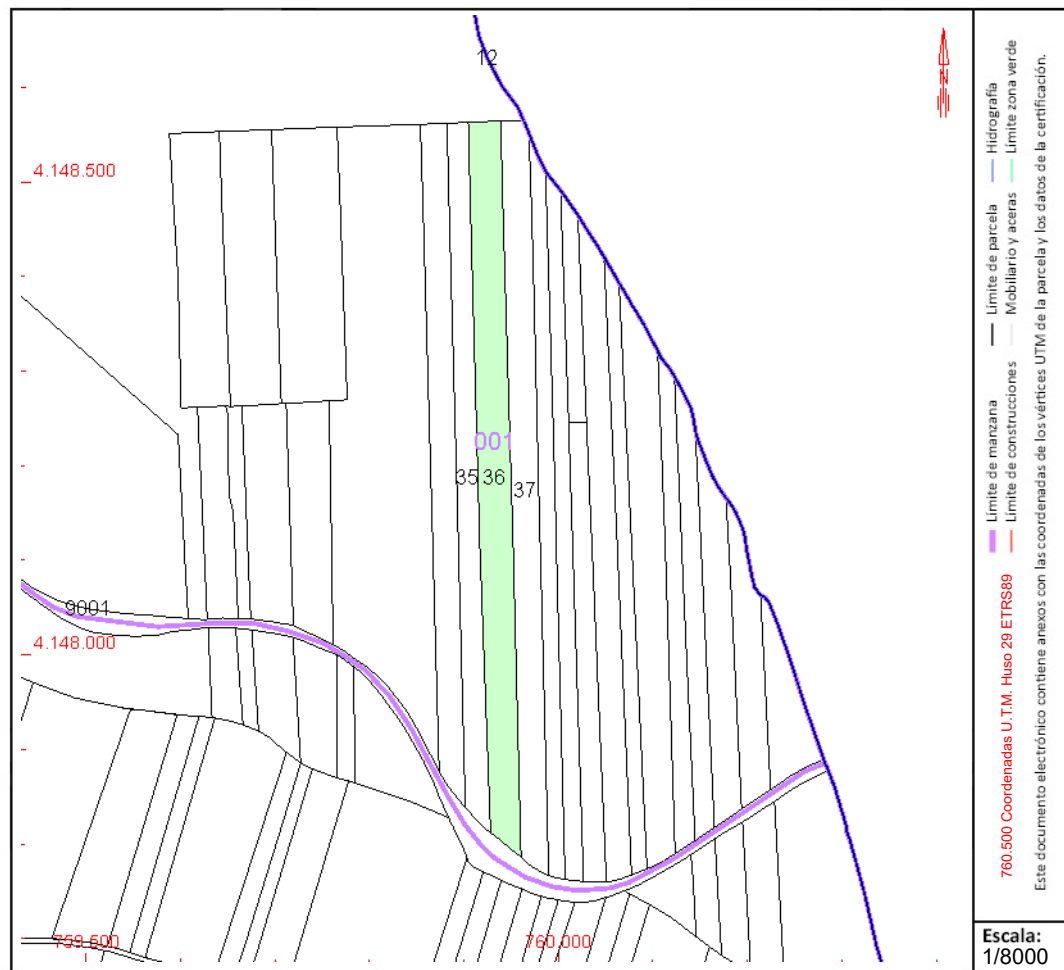 12
4.148.500
001
35 36
37
9001
4.148.000
759.500
760.000
N
Límite de manzana
Límite de parcela
Hidrografía
Límite de construcciones
Mobiliario y aceras
Límite zona verde
760.500 Coordenadas U.T.M. Huso 29 ETRS89
Este documento electrónico contiene anexos con las coordenadas de los vértices UTM de la parcela y los datos de la certificación.
Escala:
1/8000